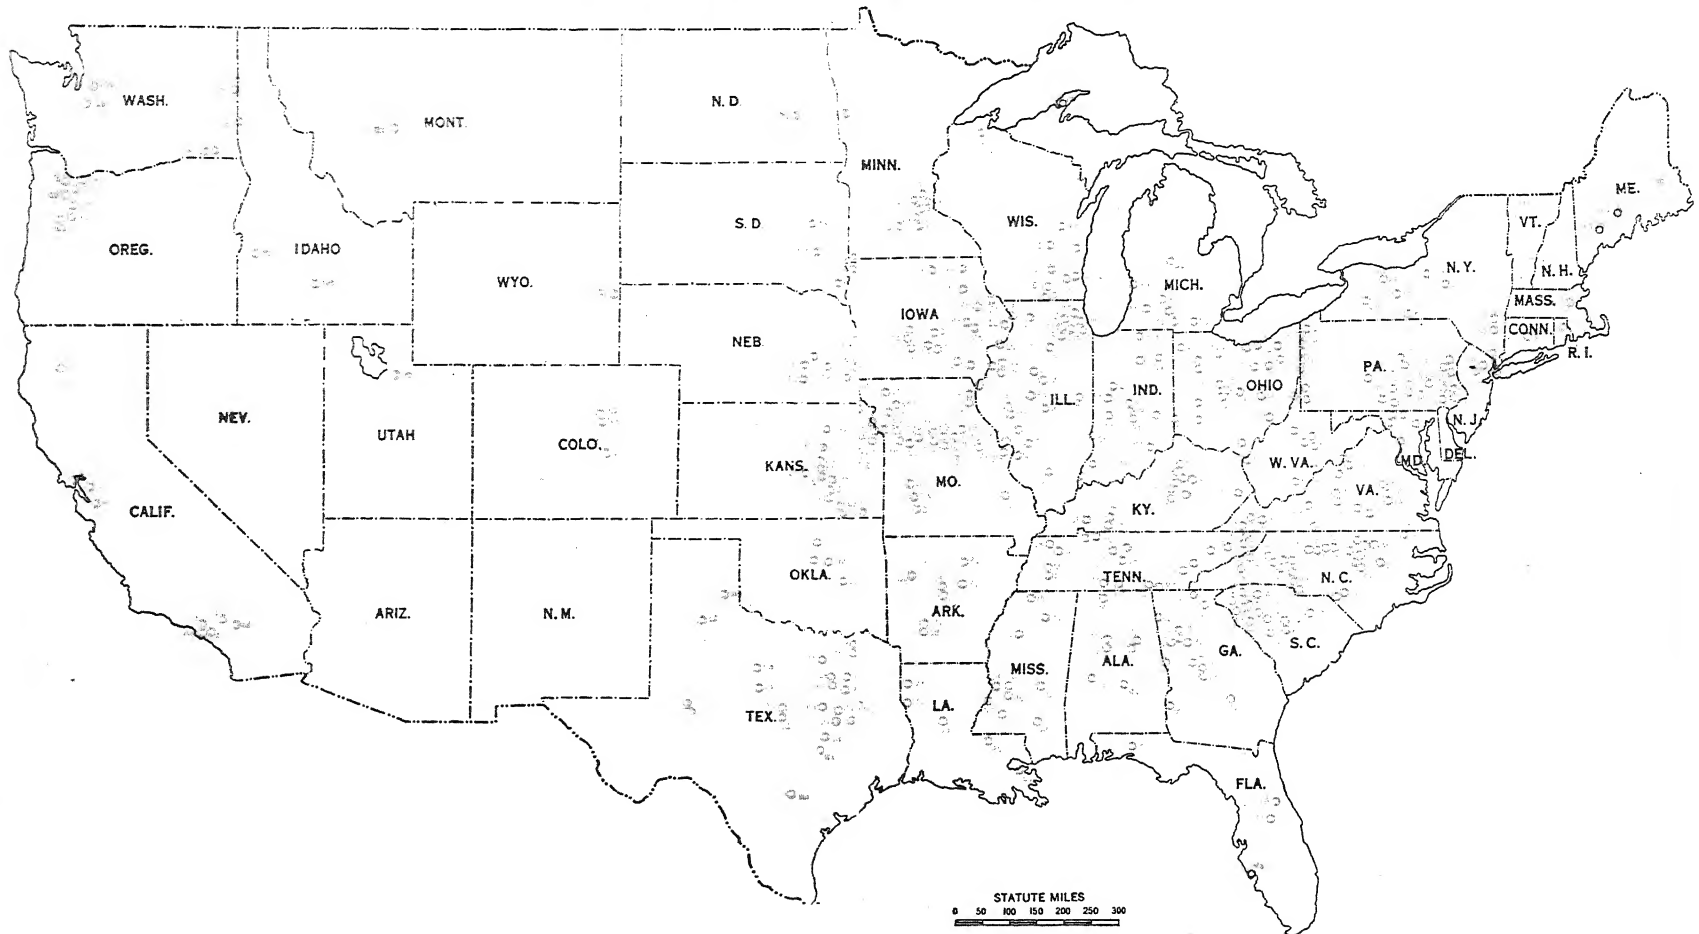 WASH.
MONT.
N. D.
MINN.
ME.
VT.
N. H.
OREG.
IDAHO
S. D
WIS.
MICH.
N. Y.
MASS.
CONN.
R. I.
WYO.
IOWA
NEB.
PA.
OHIO
IND.
ILL.
N. J.
NEV.
UTAH
COLO.
KANS.
MO.
W. VA.
MD.
DEL.
VA.
KY.
CALIF.
OKLA.
TENN.
N. C.
ARIZ.
N. M.
ARK.
S. C.
GA.
ALA.
MISS.
LA.
TEX.
FLA.
STATUTE MILES
0 50 100 150 200 250 300